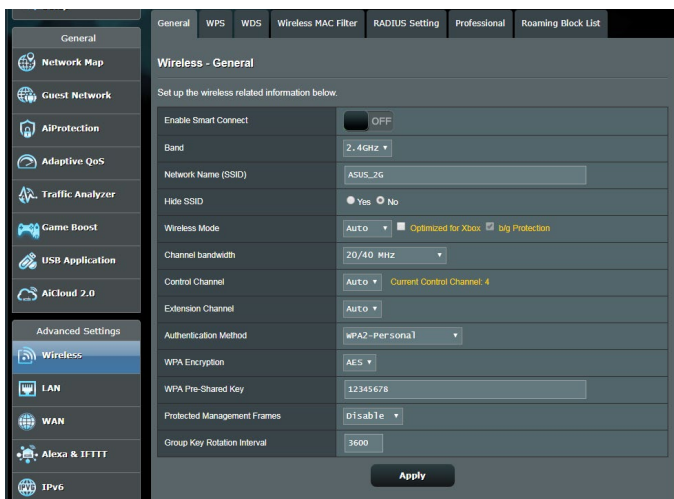 General
Network Map
Guest Network
AiProtection
Adaptive QoS
Traffic Analyzer
Game Boost
USB Application
AiCloud 2.0
Advanced Settings
Wireless
LAN
WAN
Alexa & IFTTT
IPv6
General WPS WDS Wireless MAC Filter RADIUS Setting Professional Roaming Block List
Wireless - General
Set up the wireless related information below.
Enable Smart Connect OFF
Band 2.4GHz
Network Name (SSID) ASUS_2G
Hide SSID Yes No
Wireless Mode Auto Optimized for Xbox b/g Protection
Channel bandwidth 20/40 MHz
Control Channel Auto Current Control Channel: 4
Extension Channel Auto
Authentication Method WPA2-Personal
WPA Encryption AES
WPA Pre-Shared Key 12345678
Protected Management Frames Disable
Group Key Rotation Interval 3600
Apply